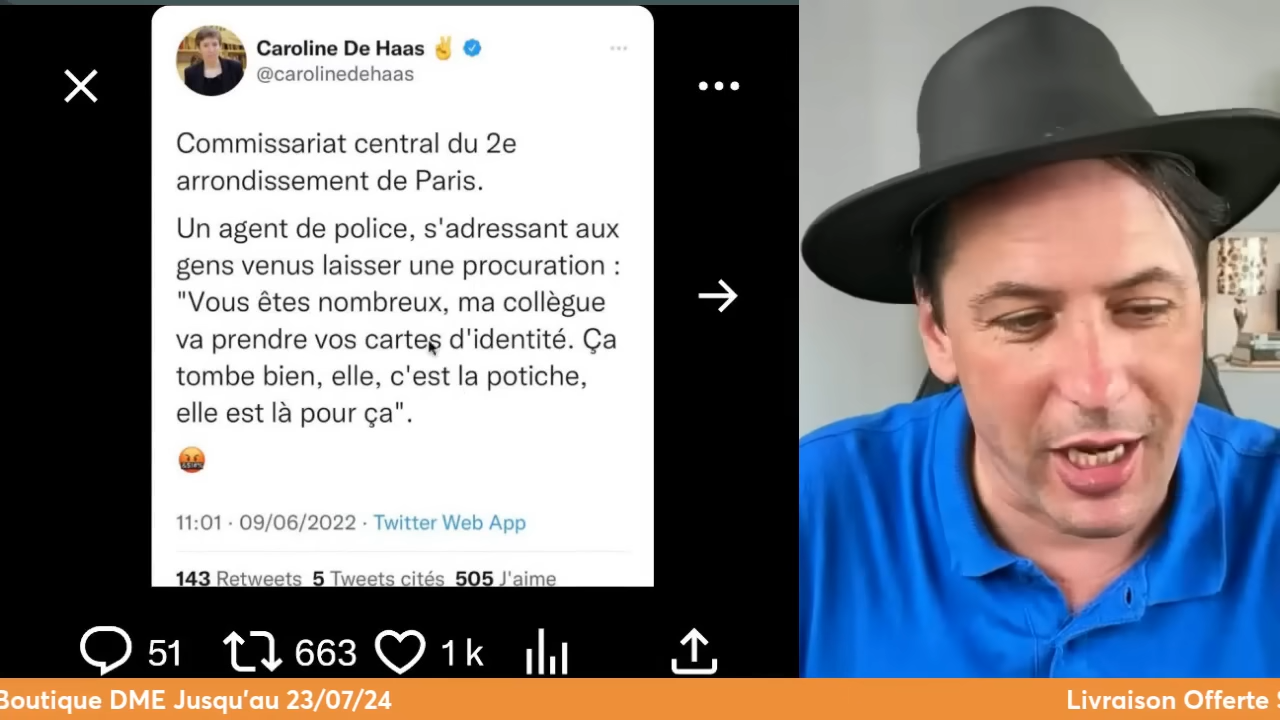 Caroline De Haas ✌️
@carolinedehaas
Commissariat central du 2e
arrondissement de Paris.
Un agent de police, s'adressant aux
gens venus laisser une procuration :
"Vous êtes nombreux, ma collègue
va prendre vos cartes d'identité. Ça
tombe bien, elle, c'est la potiche,
elle est là pour ça".
🤬
11:01 · 09/06/2022 · Twitter Web App
143 Retweets 5 Tweets cités 505 J'aime
51 663 1 k
Boutique DME Jusqu'au 23/07/24
Livraison Offerte